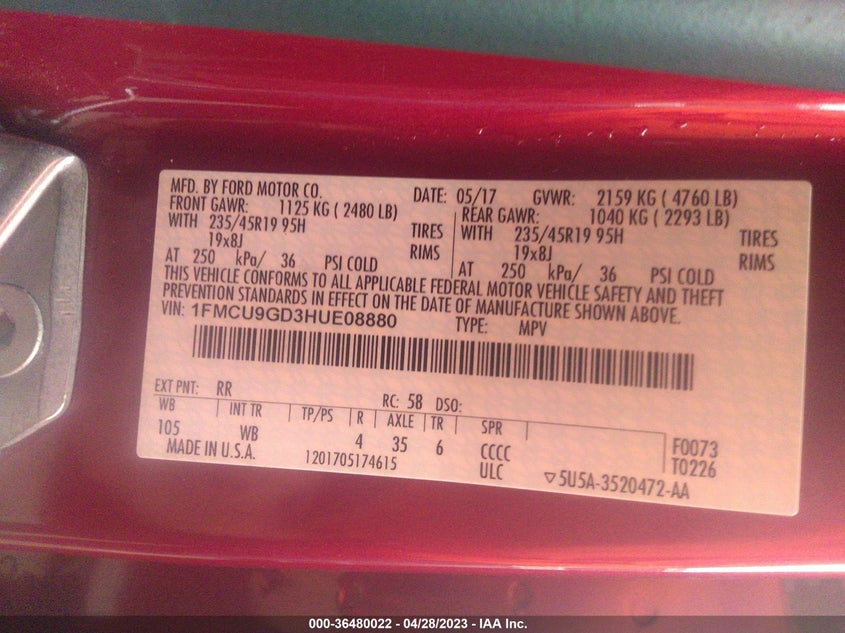 MFD. BY FORD MOTOR CO. DATE: 05/17 GVWR: 2159 KG ( 4760 LB)
FRONT GAWR: 1125 KG ( 2480 LB) REAR GAWR: 1040 KG ( 2293 LB)
WITH 235/45R19 95H TIRES WITH 235/45R19 95H TIRES
19x8J RIMS 19x8J RIMS
AT 250 kPa/ 36 PSI COLD AT 250 kPa/ 36 PSI COLD
THIS VEHICLE CONFORMS TO ALL APPLICABLE FEDERAL MOTOR VEHICLE SAFETY AND THEFT
PREVENTION STANDARDS IN EFFECT ON THE DATE OF MANUFACTURE SHOWN ABOVE.
VIN: 1FMCU9GD3HUE08880 TYPE: MPV
EXT PNT: RR RC: 58 DSO:
WB INT TR TP/PS R AXLE TR SPR
105 WB 4 35 6 CCCC F0073
MADE IN U.S.A. 1201705174615 ULC T0226
▽5U5A-3520472-AA
000-36480022 - 04/28/2023 - IAA Inc.